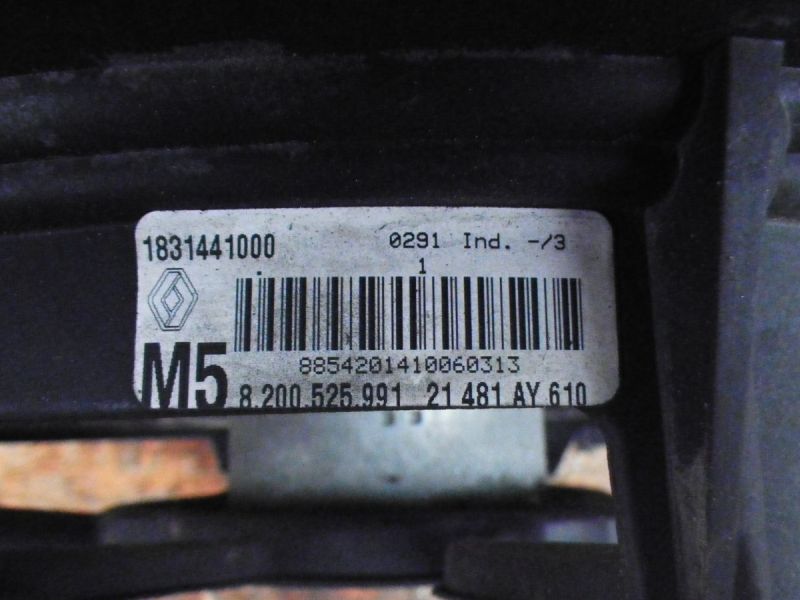 1831441000 0291 Ind. -/3
1
M5
8854201410060313
8.200.525.991 21 481 AY 610